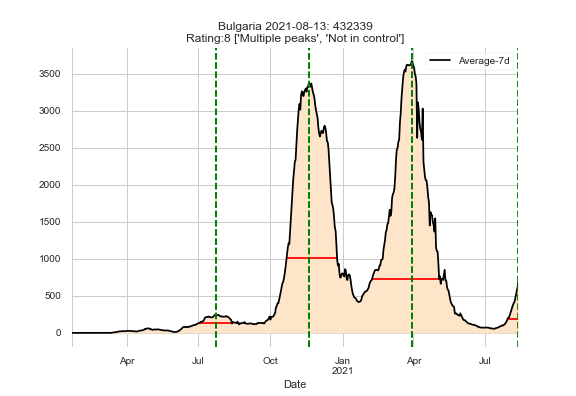 Bulgaria 2021-08-13: 432339
Rating:8 ['Multiple peaks', 'Not in control']
Average-7d
3500
3000
2500
2000
1500
1000
500
0
Apr
Jul
Oct
Jan
2021
Apr
Jul
Date